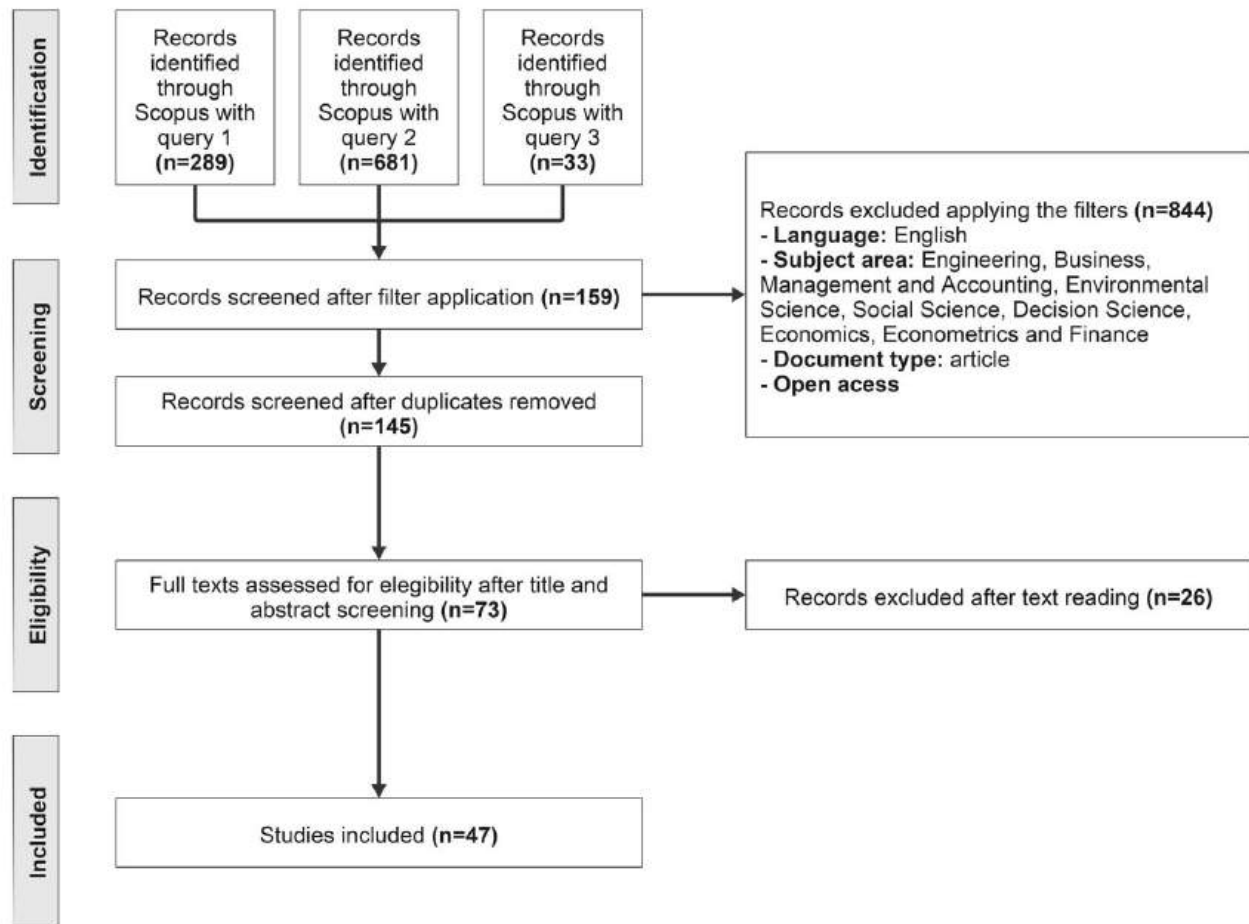 Identification
Records
identified
through
Scopus with
query 1
(n=289)
Records
identified
through
Scopus with
query 2
(n=681)
Records
identified
through
Scopus with
query 3
(n=33)
Records excluded applying the filters (n=844)
- Language: English
- Subject area: Engineering, Business,
Management and Accounting, Environmental
Science, Social Science, Decision Science,
Economics, Econometrics and Finance
- Document type: article
- Open acess
Screening
Records screened after filter application (n=159)
Records screened after duplicates removed
(n=145)
Eligibility
Full texts assessed for elegibility after title and
abstract screening (n=73)
Records excluded after text reading (n=26)
Included
Studies included (n=47)